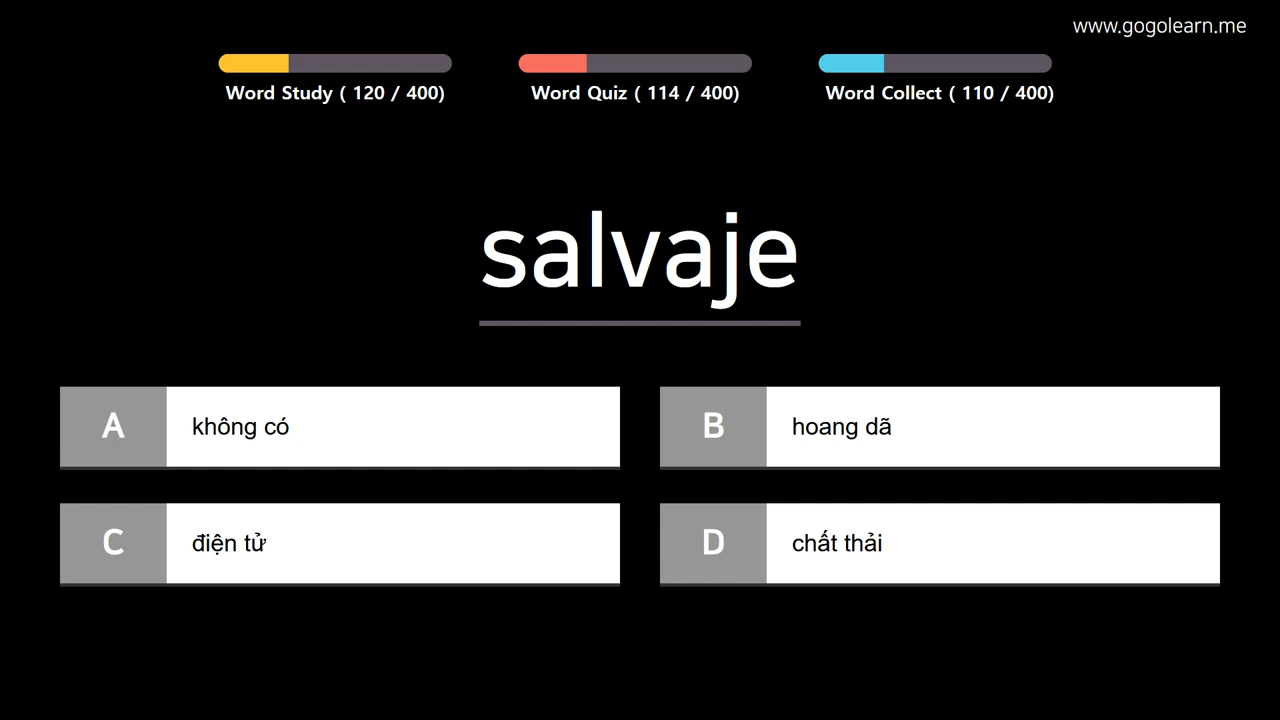 www.gogolearn.me
Word Study ( 120 / 400)
Word Quiz ( 114 / 400)
Word Collect ( 110 / 400)
salvaje
A
không có
B
hoang dã
C
điện tử
D
chất thải